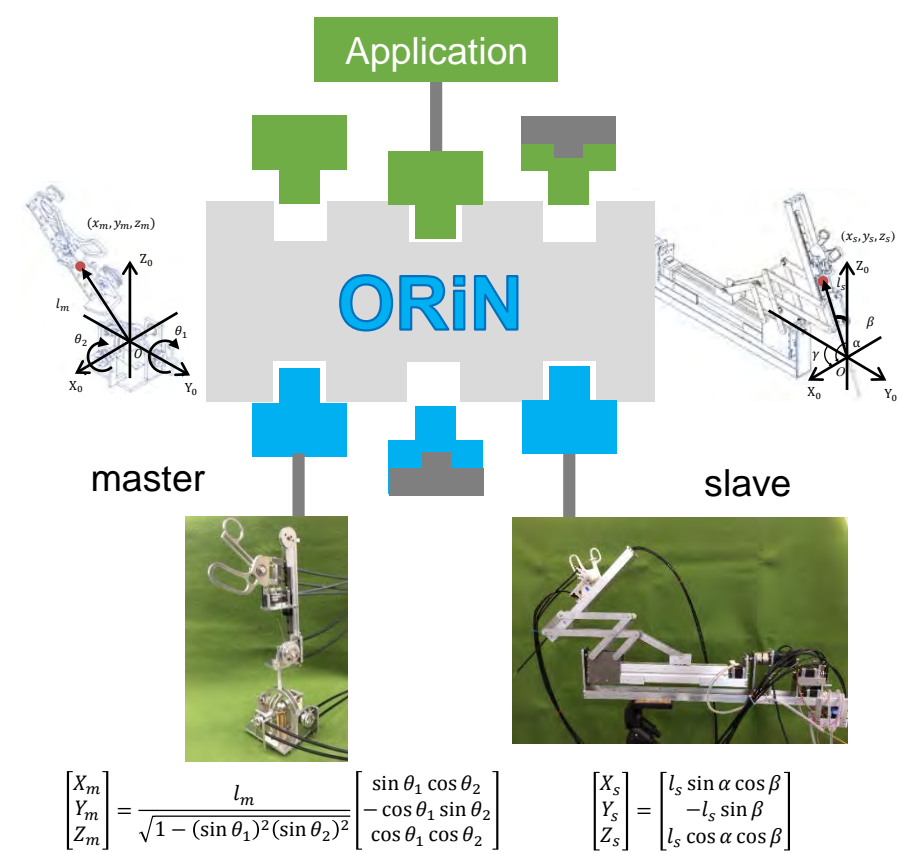 Application
(x_m, y_m, z_m)
Z_0
l_m
θ_2
θ_1
O
X_0
Y_0
ORiN
(x_s, y_s, z_s)
Z_0
l_s
β
γ
α
O
X_0
Y_0
master
slave
[X_m Y_m Z_m] = l_m / √(1 − (sin θ_1)²(sin θ_2)²) [sin θ_1 cos θ_2, − cos θ_1 sin θ_2, cos θ_1 cos θ_2]
[X_s Y_s Z_s] = [l_s sin α cos β, −l_s sin β, l_s cos α cos β]